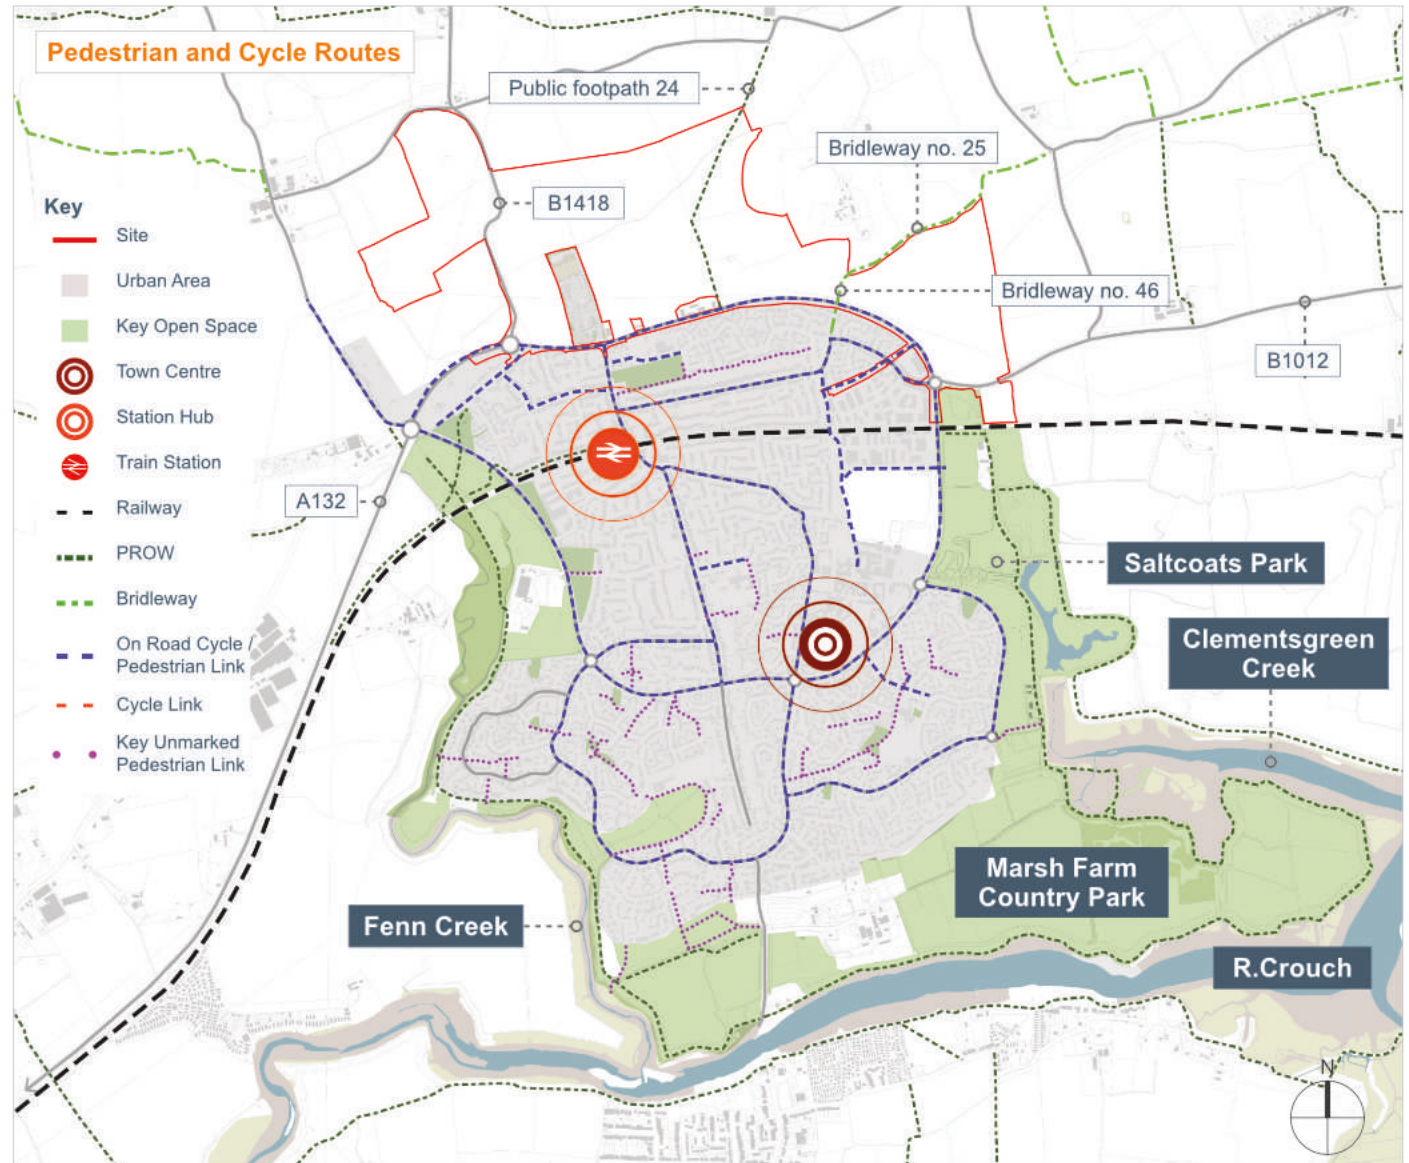 Pedestrian and Cycle Routes
Public footpath 24
Bridleway no. 25
B1418
Bridleway no. 46
B1012
A132
Key
Site
Urban Area
Key Open Space
Town Centre
Station Hub
Train Station
Railway
PROW
Bridleway
On Road Cycle /
Pedestrian Link
Cycle Link
Key Unmarked
Pedestrian Link
Saltcoats Park
Clementsgreen
Creek
Marsh Farm
Country Park
Fenn Creek
R.Crouch
N